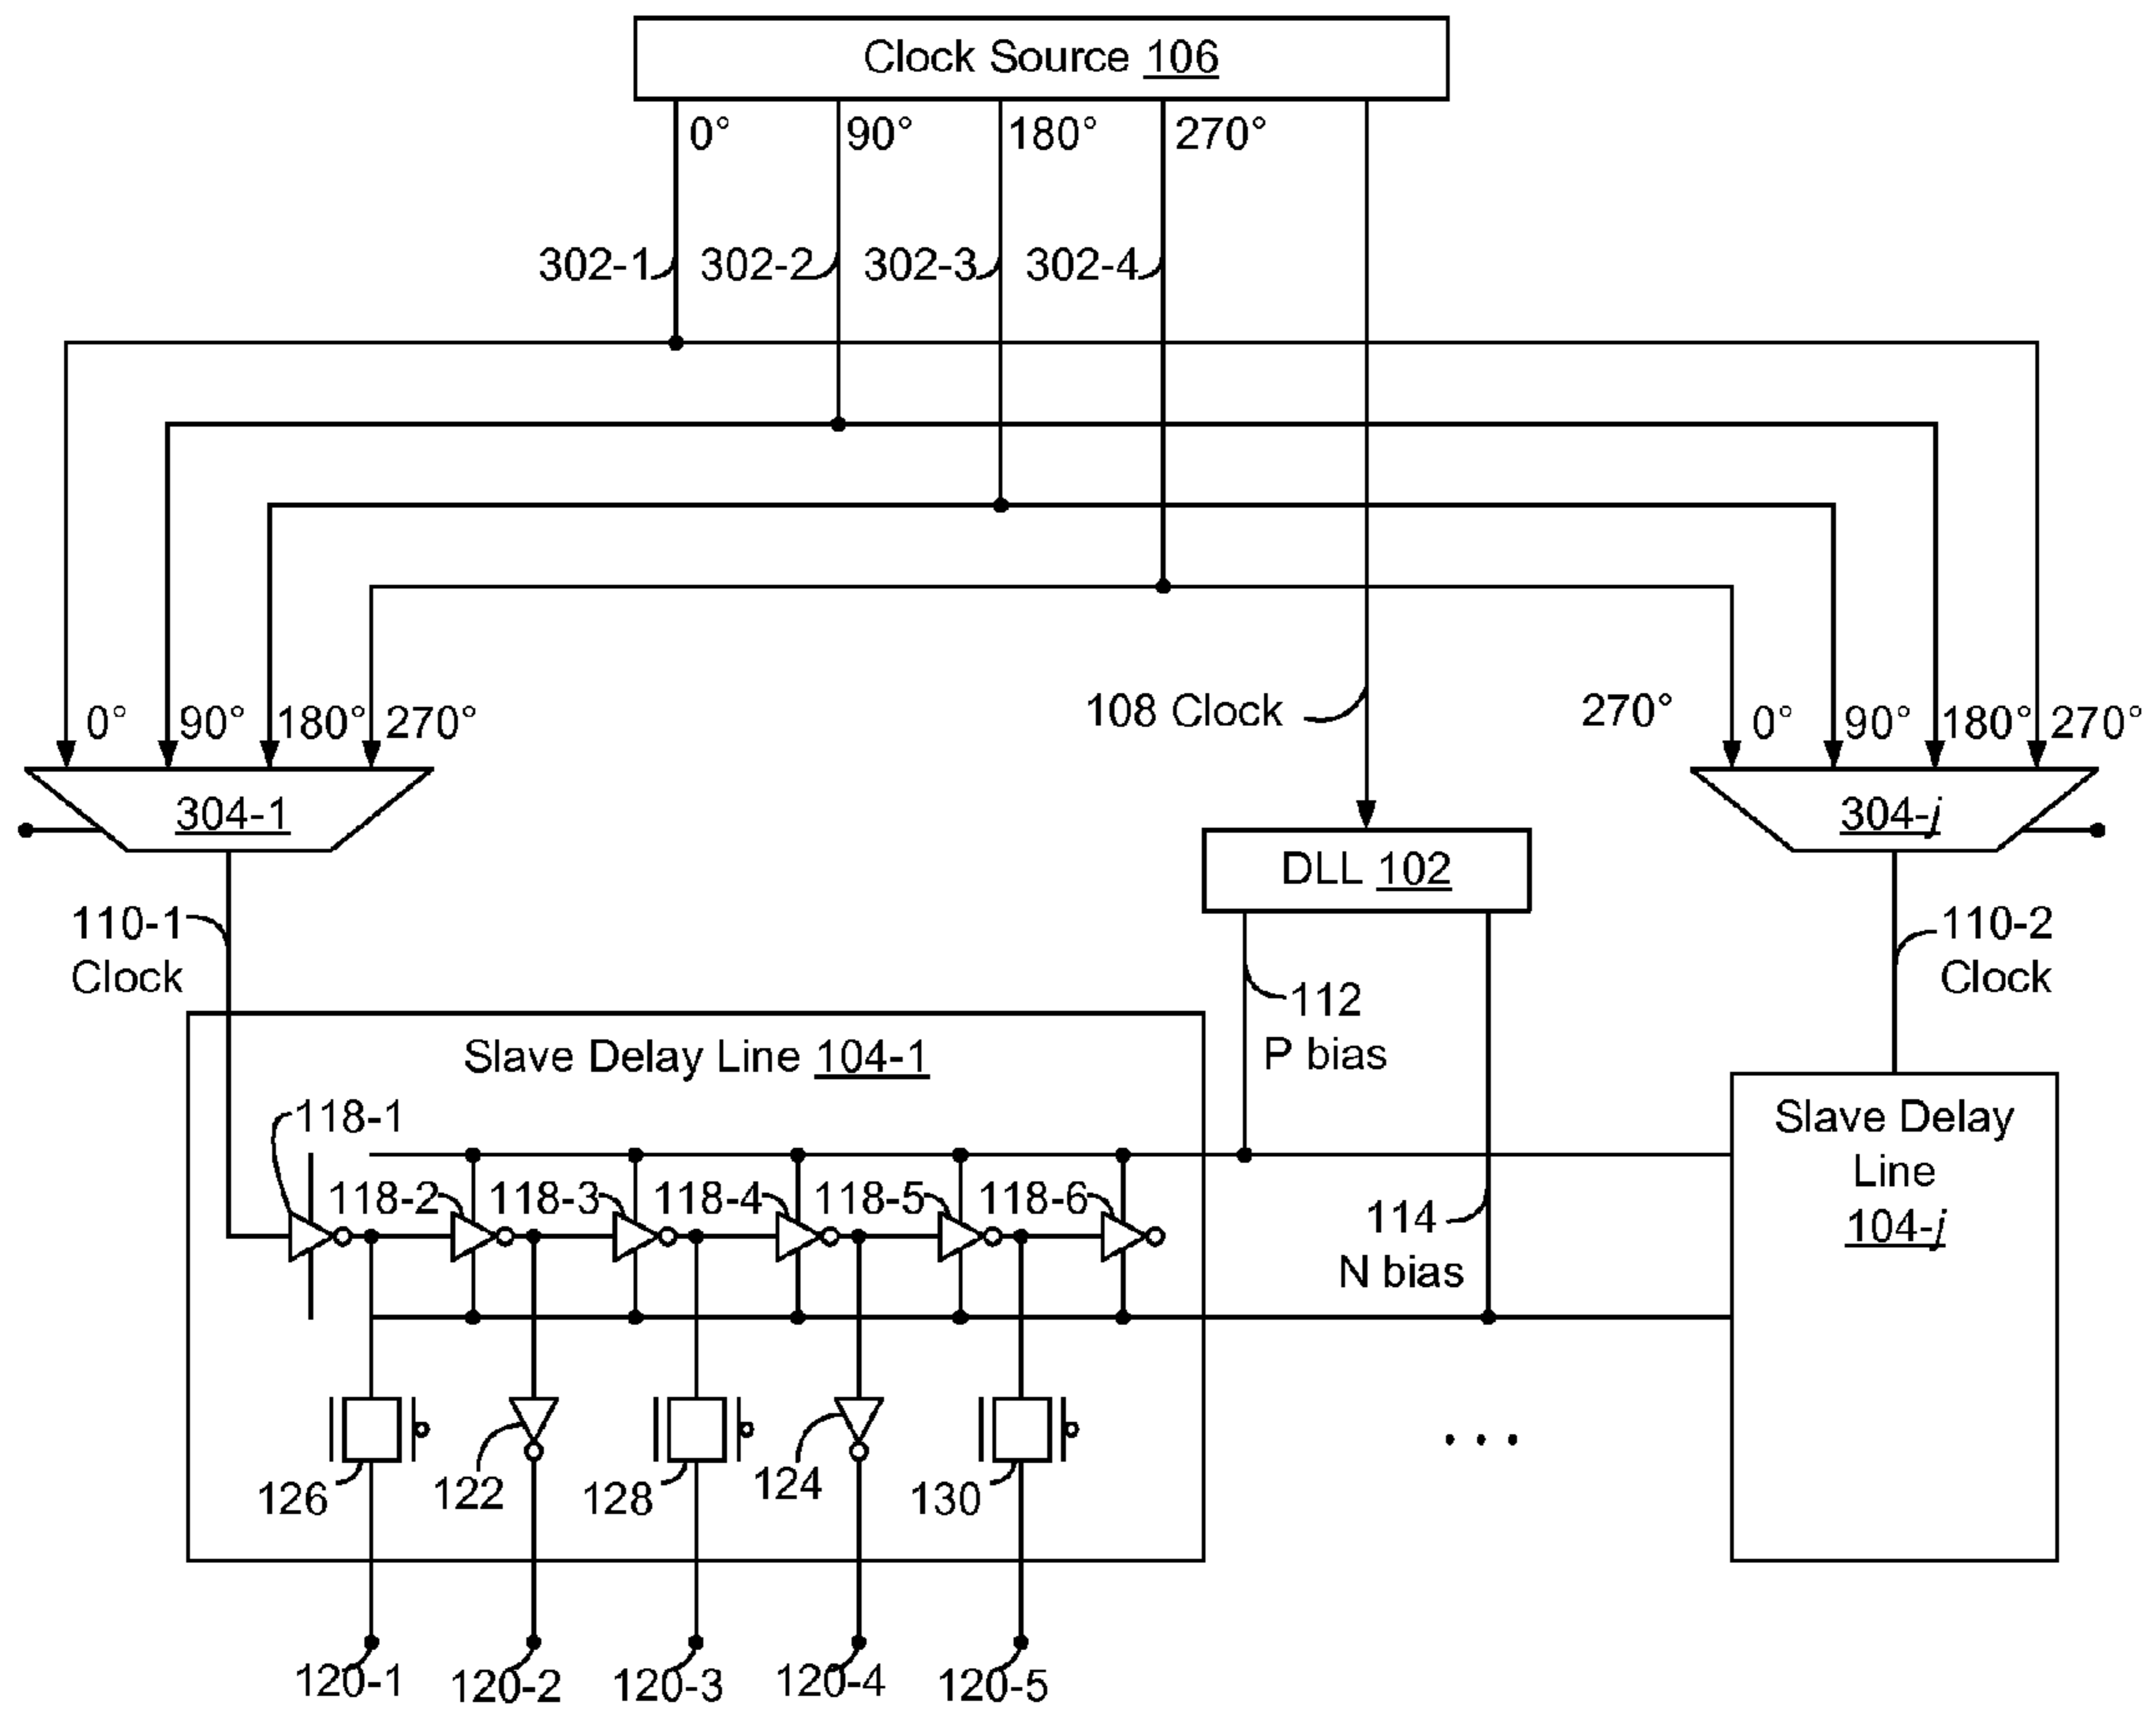 Clock Source 106
0° 90° 180° 270°
302-1 302-2 302-3 302-4
108 Clock
0° 90° 180° 270°
270° 0° 90° 180° 270°
304-1
304-j
DLL 102
110-1
Clock
110-2
Clock
112
P bias
Slave Delay Line 104-1
118-1
118-2 118-3 118-4 118-5 118-6
114
N bias
Slave Delay
Line
104-j
126 122 128 124 130
...
120-1 120-2 120-3 120-4 120-5